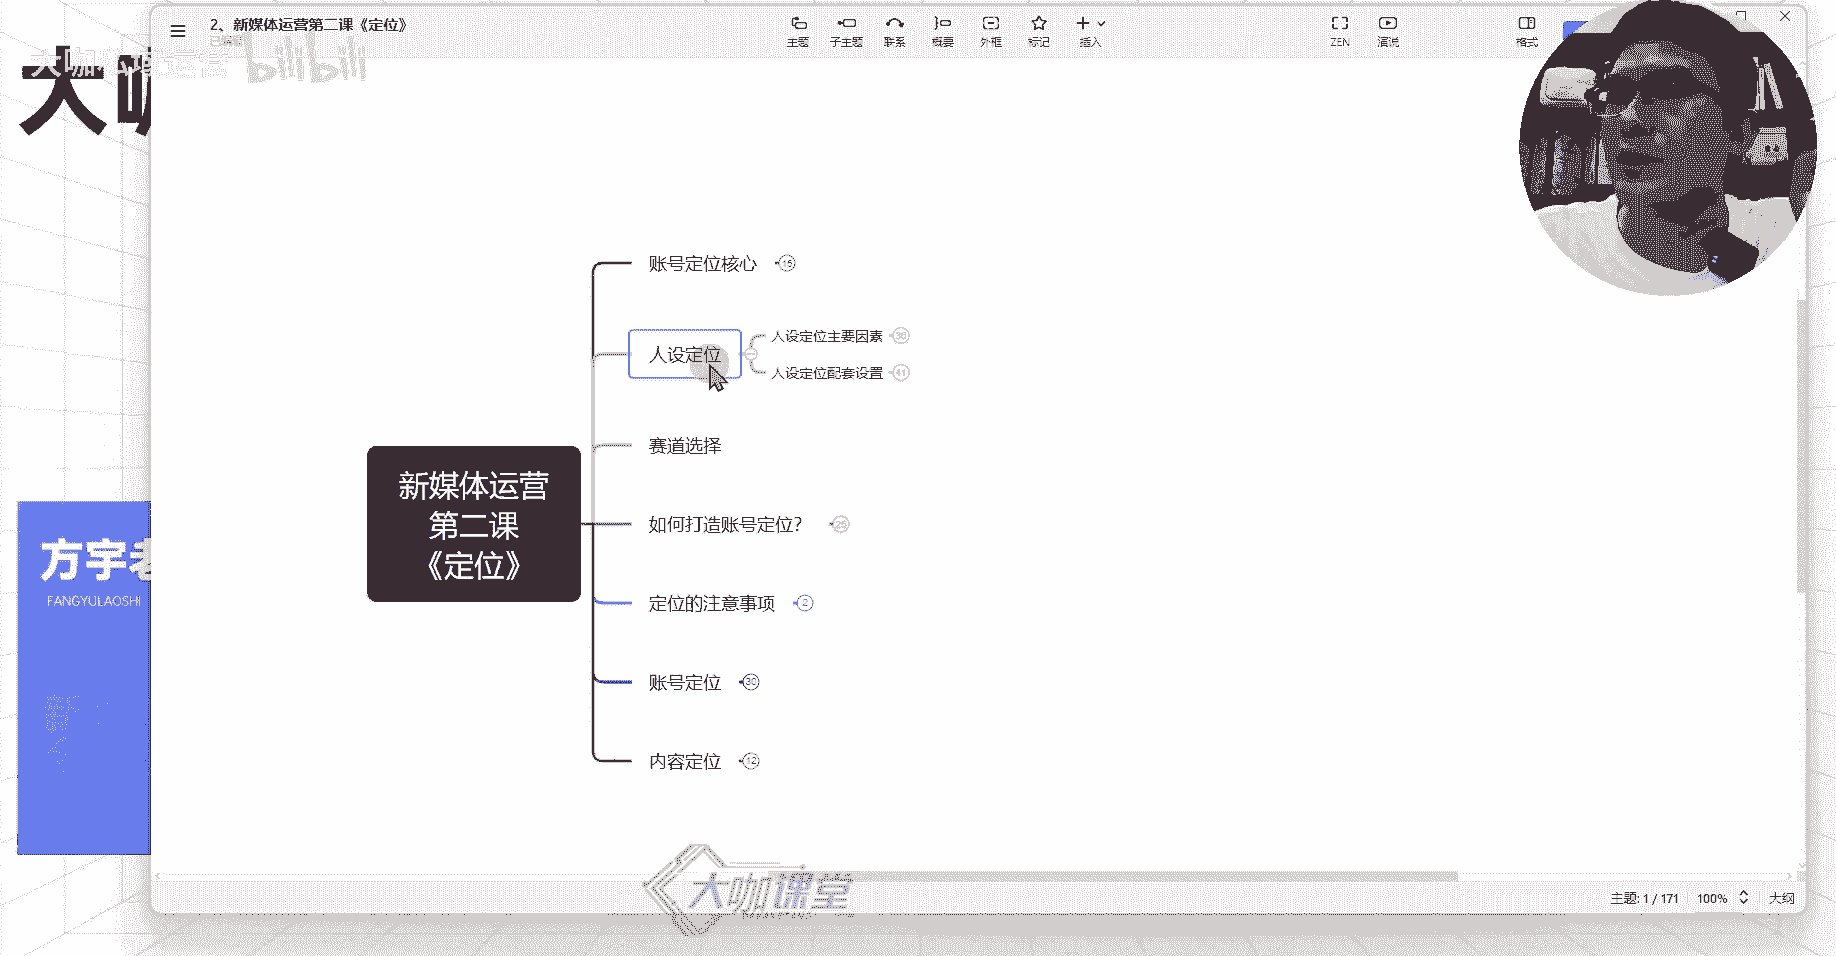 2、新媒体运营第二课《定位》
已编辑
主题
子主题
联系
概要
外框
标记
插入
ZEN
演说
格式
大咖私域运营
bilibili
大咖
账号定位核心
15
人设定位
人设定位主要因素
36
人设定位配套设置
41
赛道选择
新媒体运营
第二课
《定位》
如何打造账号定位?
25
定位的注意事项
2
账号定位
30
内容定位
12
方宇老
FANGYULAOSHI
大咖课堂
主题: 1 / 171
100%
大纲